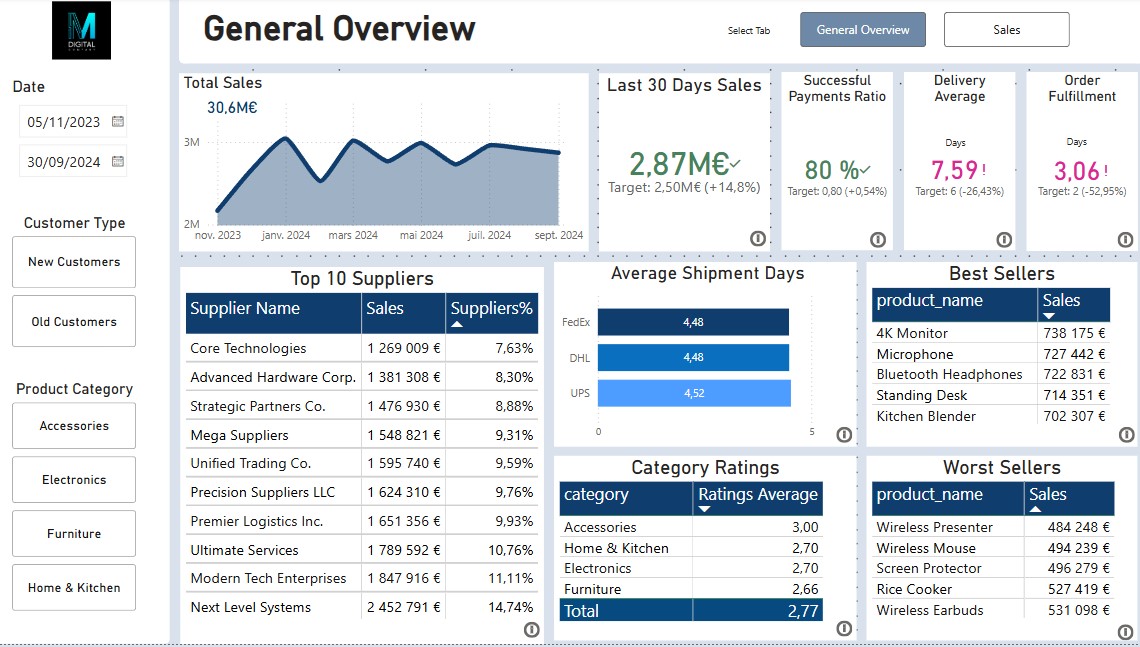 M
DIGITAL
General Overview
Select Tab
General Overview
Sales
Date
05/11/2023
30/09/2024
Customer Type
New Customers
Old Customers
Product Category
Accessories
Electronics
Furniture
Home & Kitchen
Total Sales
30,6M€
3M
2M
nov. 2023 janv. 2024 mars 2024 mai 2024 juil. 2024 sept. 2024
Last 30 Days Sales
2,87M€
Target: 2,50M€ (+14,8%)
Successful
Payments Ratio
80 %
Target: 0,80 (+0,54%)
Delivery
Average
Days
7,59!
Target: 6 (-26,43%)
Order
Fulfillment
Days
3,06!
Target: 2 (-52,95%)
Top 10 Suppliers
Supplier Name Sales Suppliers%
Core Technologies 1 269 009 € 7,63%
Advanced Hardware Corp. 1 381 308 € 8,30%
Strategic Partners Co. 1 476 930 € 8,88%
Mega Suppliers 1 548 821 € 9,31%
Unified Trading Co. 1 595 740 € 9,59%
Precision Suppliers LLC 1 624 310 € 9,76%
Premier Logistics Inc. 1 651 356 € 9,93%
Ultimate Services 1 789 592 € 10,76%
Modern Tech Enterprises 1 847 916 € 11,11%
Next Level Systems 2 452 791 € 14,74%
Average Shipment Days
FedEx 4,48
DHL 4,48
UPS 4,52
0 5
Best Sellers
product_name Sales
4K Monitor 738 175 €
Microphone 727 442 €
Bluetooth Headphones 722 831 €
Standing Desk 714 351 €
Kitchen Blender 702 307 €
Category Ratings
category Ratings Average
Accessories 3,00
Home & Kitchen 2,70
Electronics 2,70
Furniture 2,66
Total 2,77
Worst Sellers
product_name Sales
Wireless Presenter 484 248 €
Wireless Mouse 494 239 €
Screen Protector 496 279 €
Rice Cooker 527 419 €
Wireless Earbuds 531 098 €